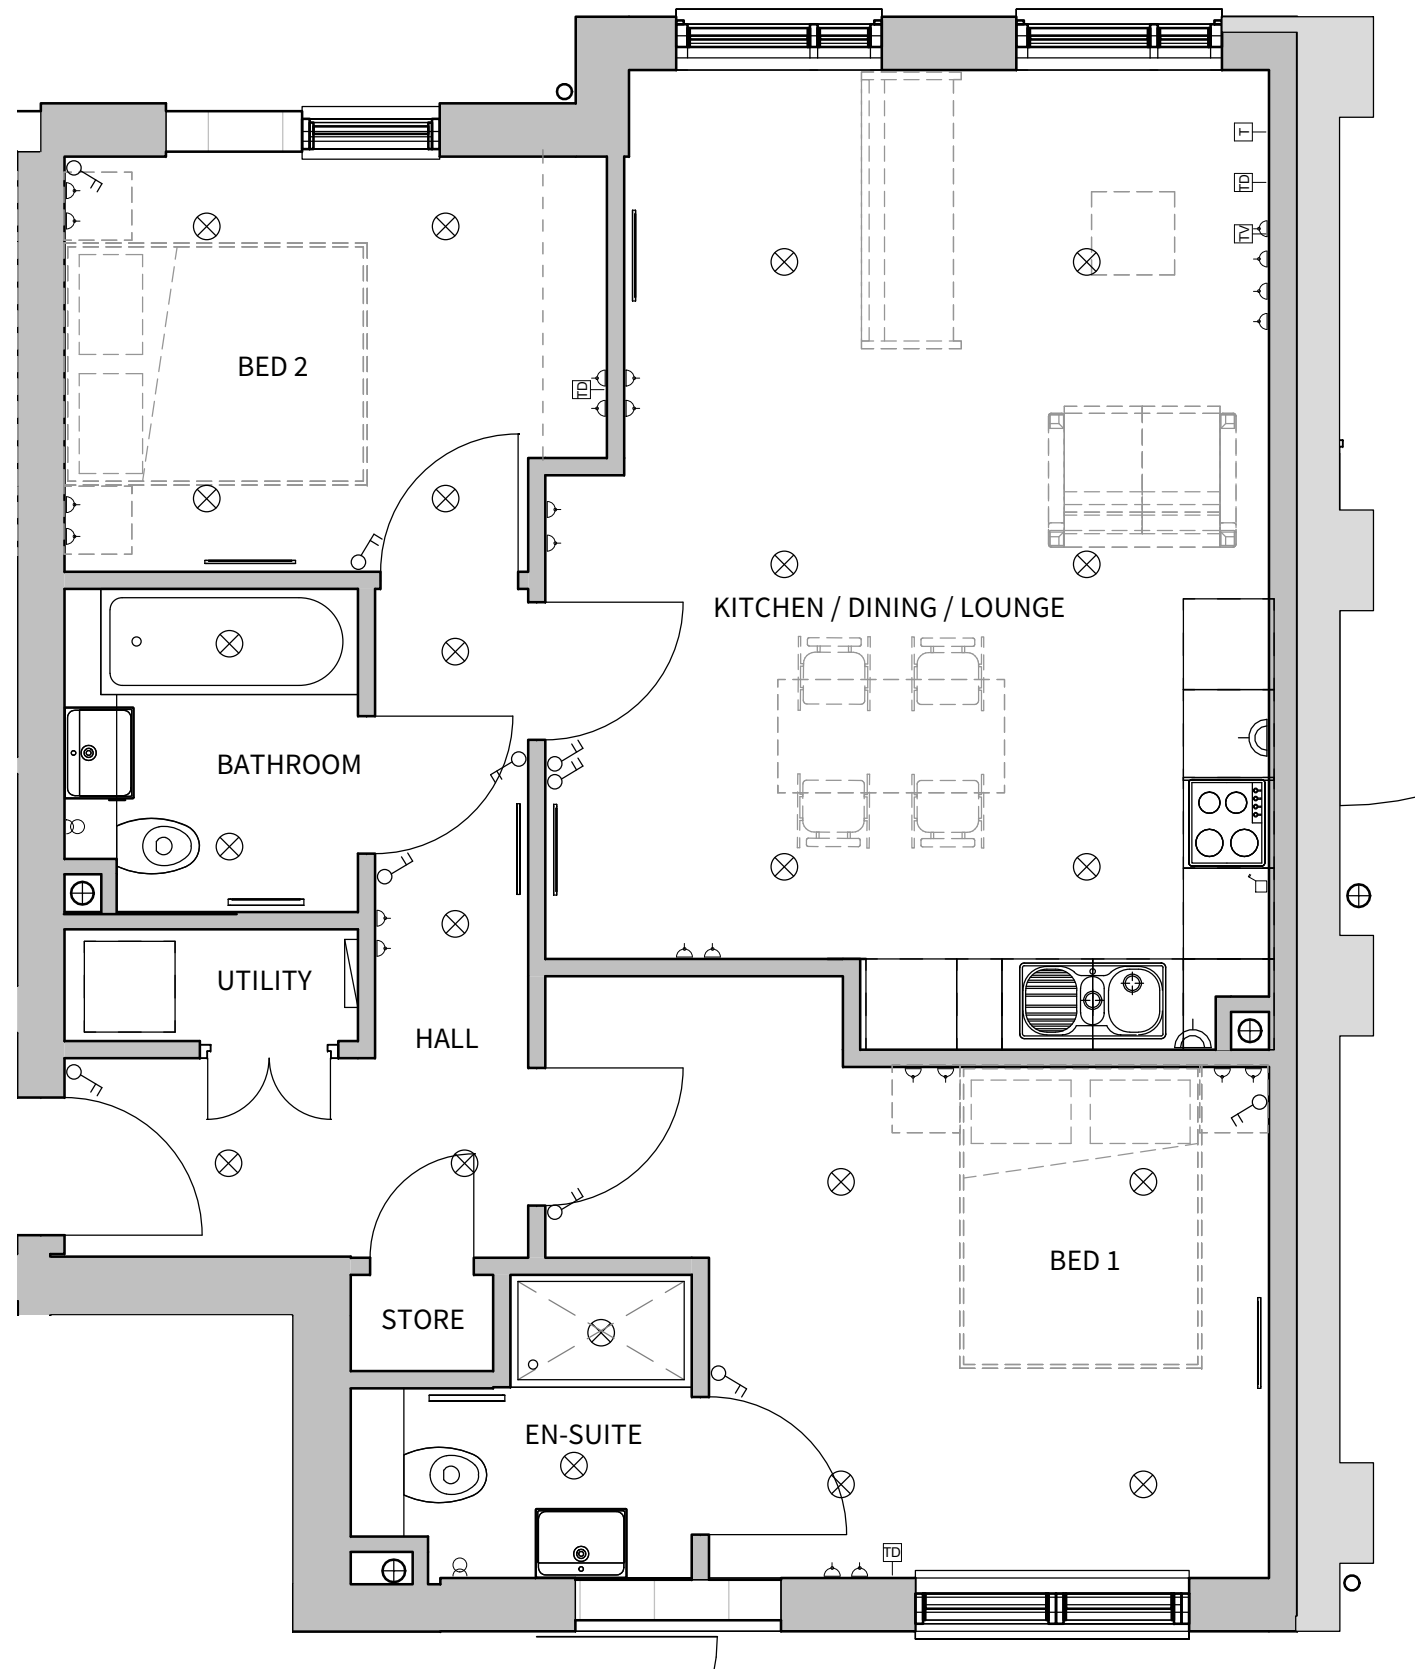 T
TD
TV
BED 2
TD
KITCHEN / DINING / LOUNGE
BATHROOM
UTILITY
HALL
BED 1
STORE
EN-SUITE
TD